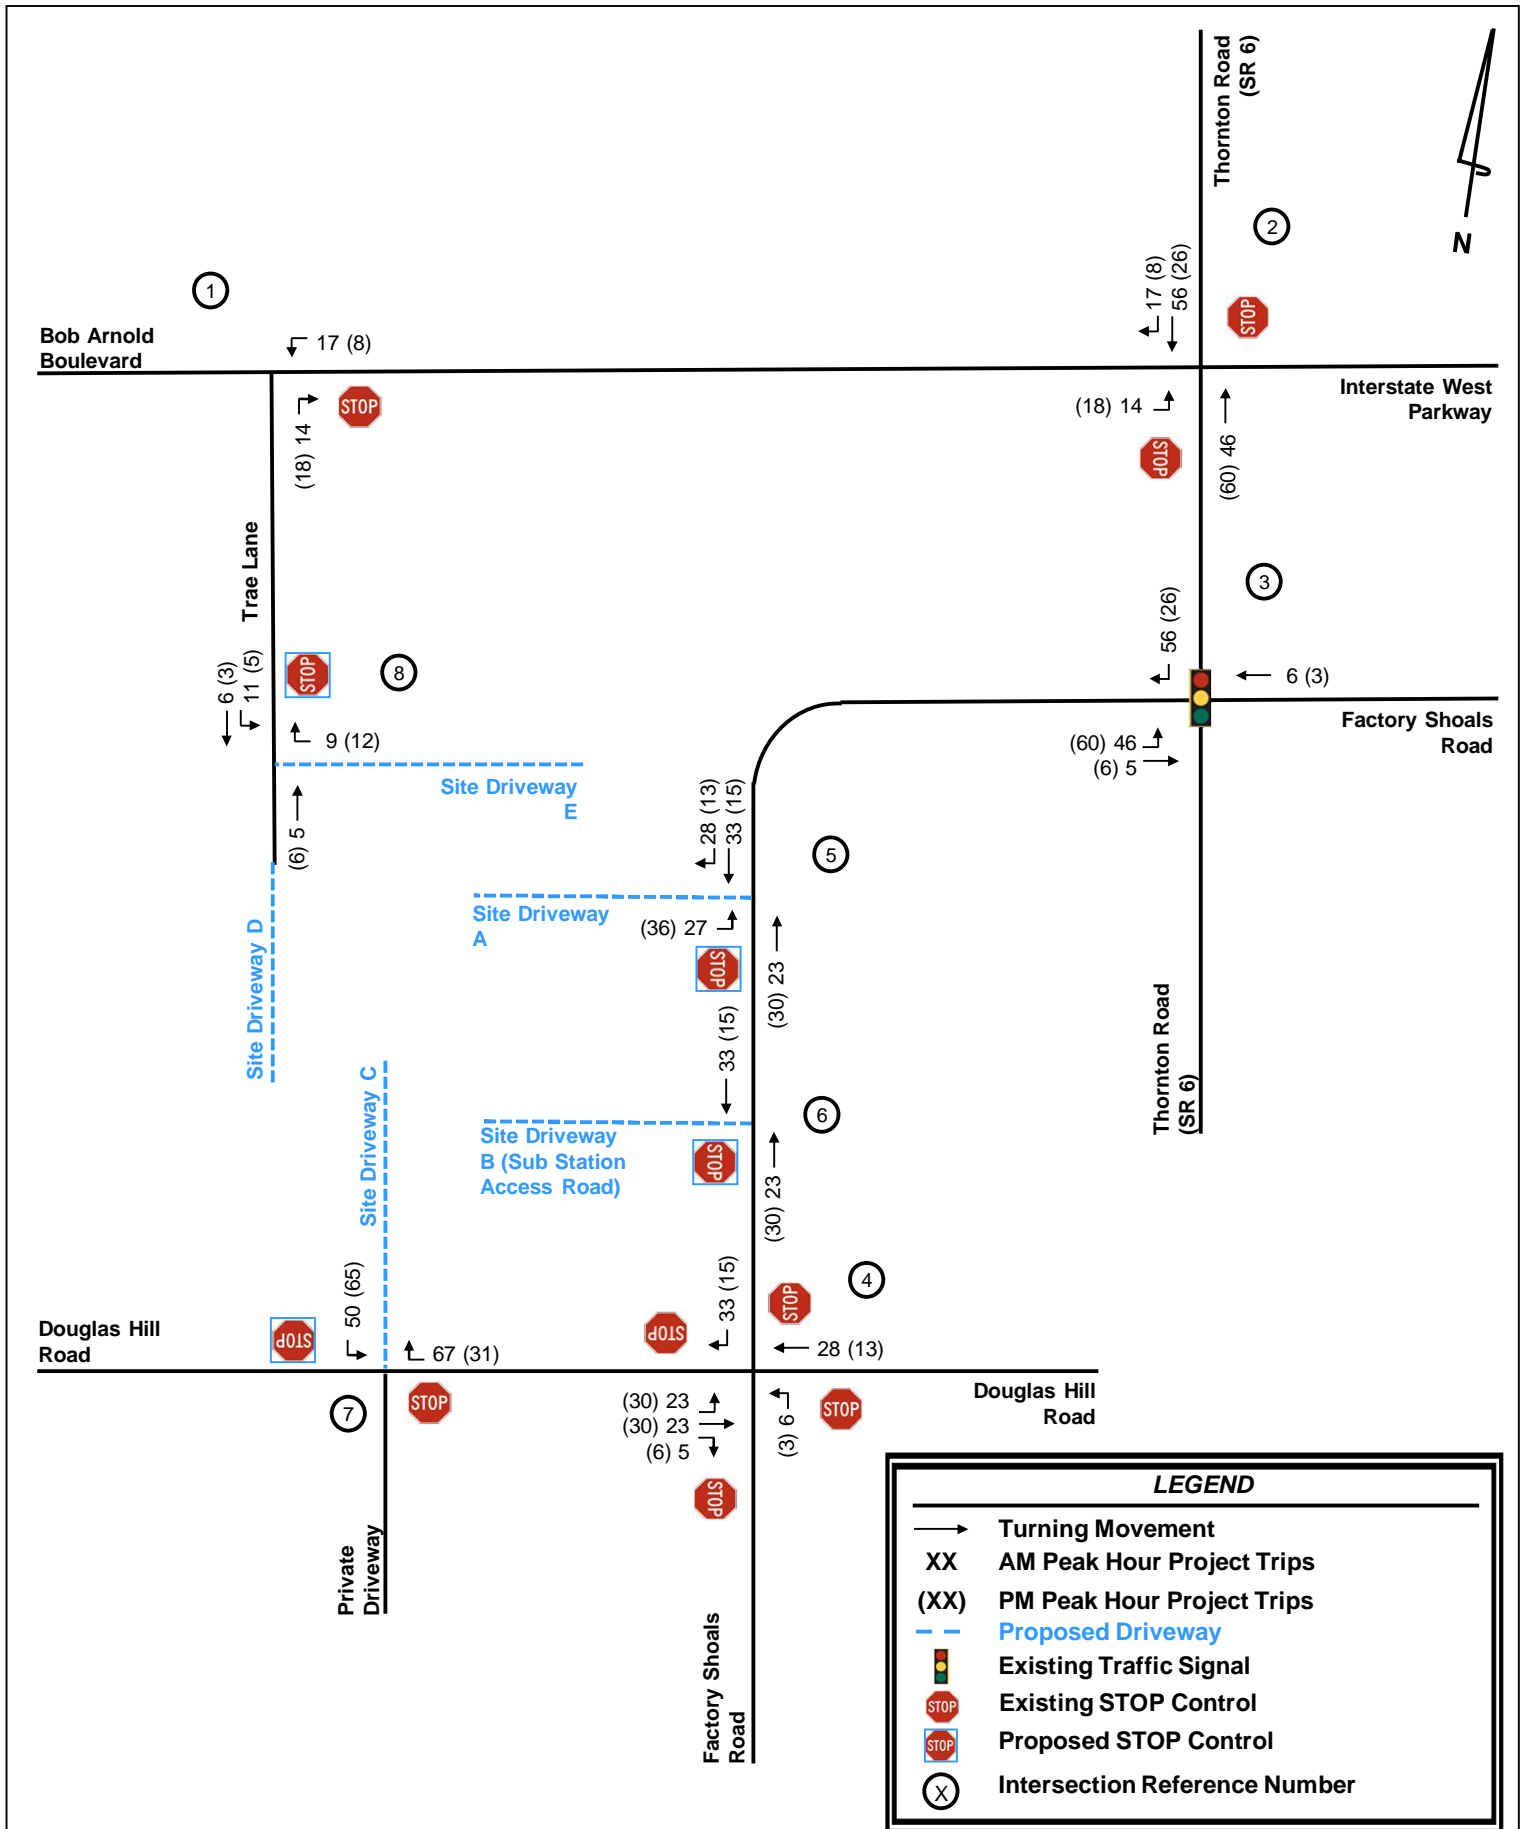 Thornton Road
(SR 6)
N
2
1
17 (8)
56 (26)
STOP
Bob Arnold
Boulevard
17 (8)
Interstate West
Parkway
STOP
(18) 14
(18) 14
STOP
(60) 46
Trae Lane
3
56 (26)
6 (3)
11 (5)
STOP
8
6 (3)
Factory Shoals
Road
9 (12)
(60) 46
(6) 5
Site Driveway
E
28 (13)
33 (15)
(6) 5
5
Site Driveway
A
(36) 27
STOP
(30) 23
Site Driveway D
33 (15)
Thornton Road
(SR 6)
Site Driveway C
6
Site Driveway
B (Sub Station
Access Road)
STOP
(30) 23
50 (65)
33 (15)
4
STOP
STOP
STOP
Douglas Hill
Road
67 (31)
28 (13)
Douglas Hill
Road
7
STOP
(30) 23
(30) 23
(6) 5
(3) 6
STOP
STOP
Private
Driveway
Factory Shoals
Road
LEGEND
Turning Movement
XX AM Peak Hour Project Trips
(XX) PM Peak Hour Project Trips
Proposed Driveway
Existing Traffic Signal
STOP Existing STOP Control
STOP Proposed STOP Control
X Intersection Reference Number